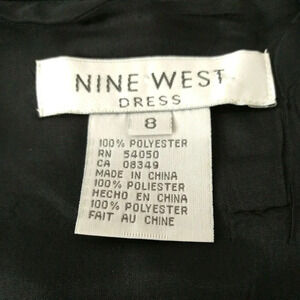 NINE WEST
DRESS
8
100% POLYESTER
RN 54050
CA 08349
MADE IN CHINA
100% POLIESTER
HECHO EN CHINA
100% POLYESTER
FAIT AU CHINE